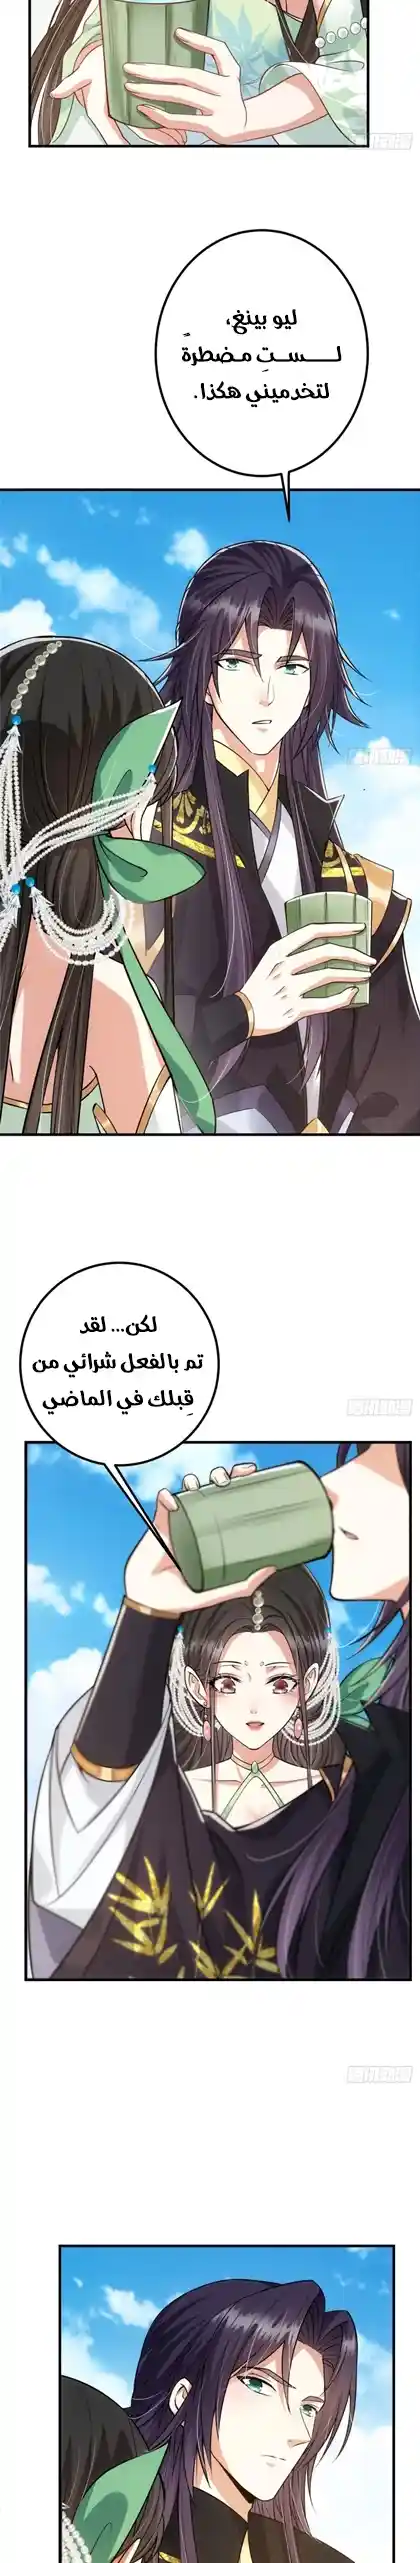 ليو بينغ،
لـــســتِ مـضطرةً
لتخدميني هكذا.
لكن... لقد
تم بالفعل شرائي من
قِبلك في الماضي